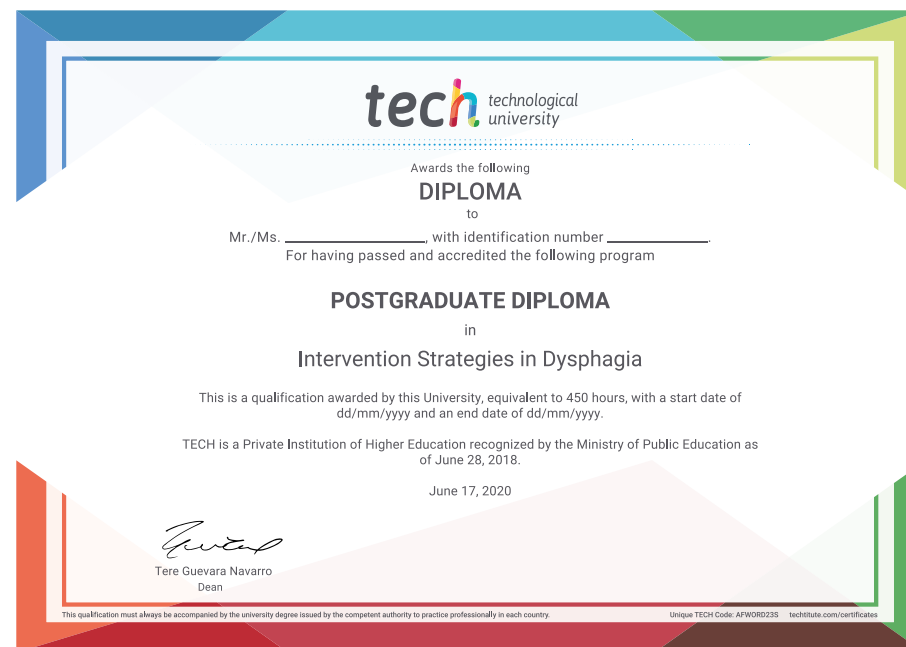 tech technological
university
Awards the following
DIPLOMA
to
Mr./Ms. ____________________, with identification number ______________.
For having passed and accredited the following program
POSTGRADUATE DIPLOMA
in
Intervention Strategies in Dysphagia
This is a qualification awarded by this University, equivalent to 450 hours, with a start date of
dd/mm/yyyy and an end date of dd/mm/yyyy.
TECH is a Private Institution of Higher Education recognized by the Ministry of Public Education as
of June 28, 2018.
June 17, 2020
Tere Guevara Navarro
Dean
This qualification must always be accompanied by the university degree issued by the competent authority to practice professionally in each country. Unique TECH Code: AFWORD23S techtitute.com/certificates